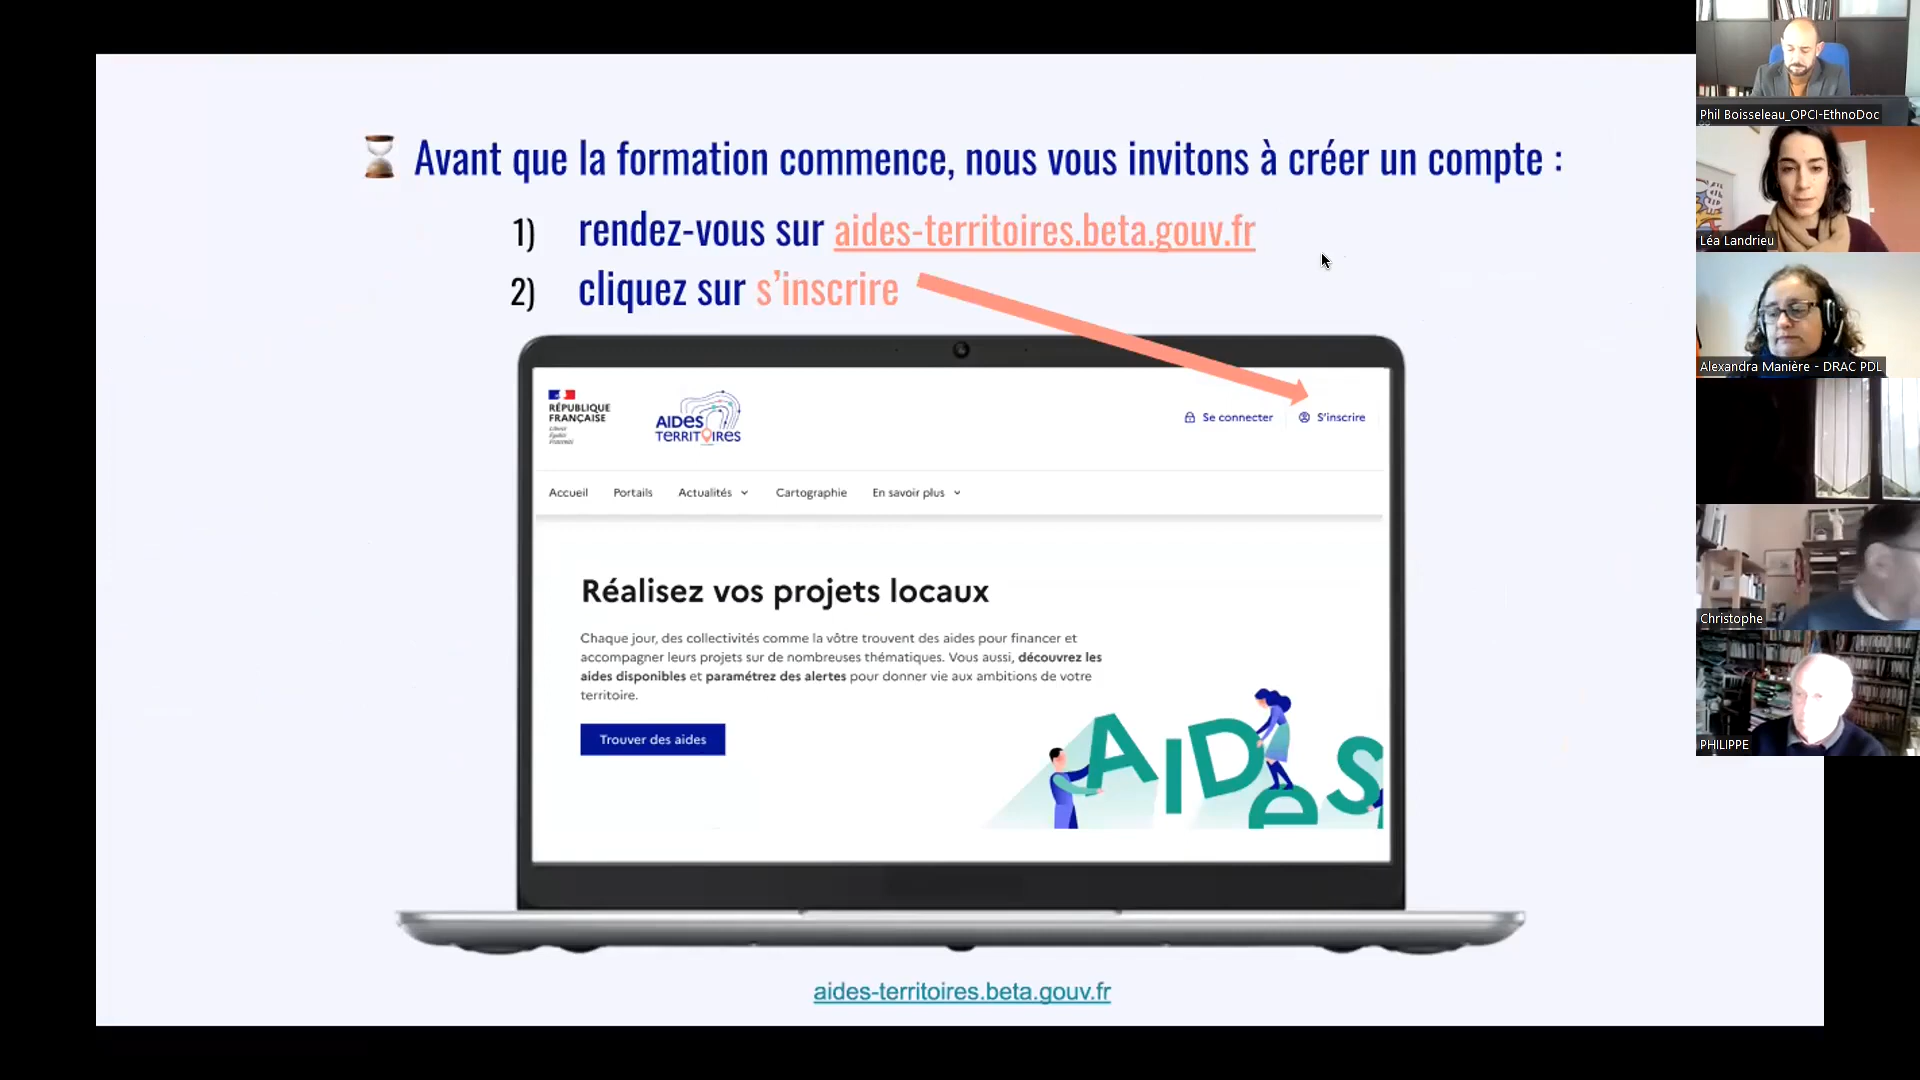 Avant que la formation commence, nous vous invitons à créer un compte :
1) rendez-vous sur aides-territoires.beta.gouv.fr
2) cliquez sur s'inscrire
RÉPUBLIQUE
FRANÇAISE
Liberté
Égalité
Fraternité
AIDES
TERRITOIRES
Se connecter
S'inscrire
Accueil
Portails
Actualités
Cartographie
En savoir plus
Réalisez vos projets locaux
Chaque jour, des collectivités comme la vôtre trouvent des aides pour financer et
accompagner leurs projets sur de nombreuses thématiques. Vous aussi, découvrez les
aides disponibles et paramétrez des alertes pour donner vie aux ambitions de votre
territoire.
Trouver des aides
AIDes
aides-territoires.beta.gouv.fr
Phil Boisseleau_OPCI-EthnoDoc
Léa Landrieu
Alexandra Manière - DRAC PDL
Christophe
PHILIPPE